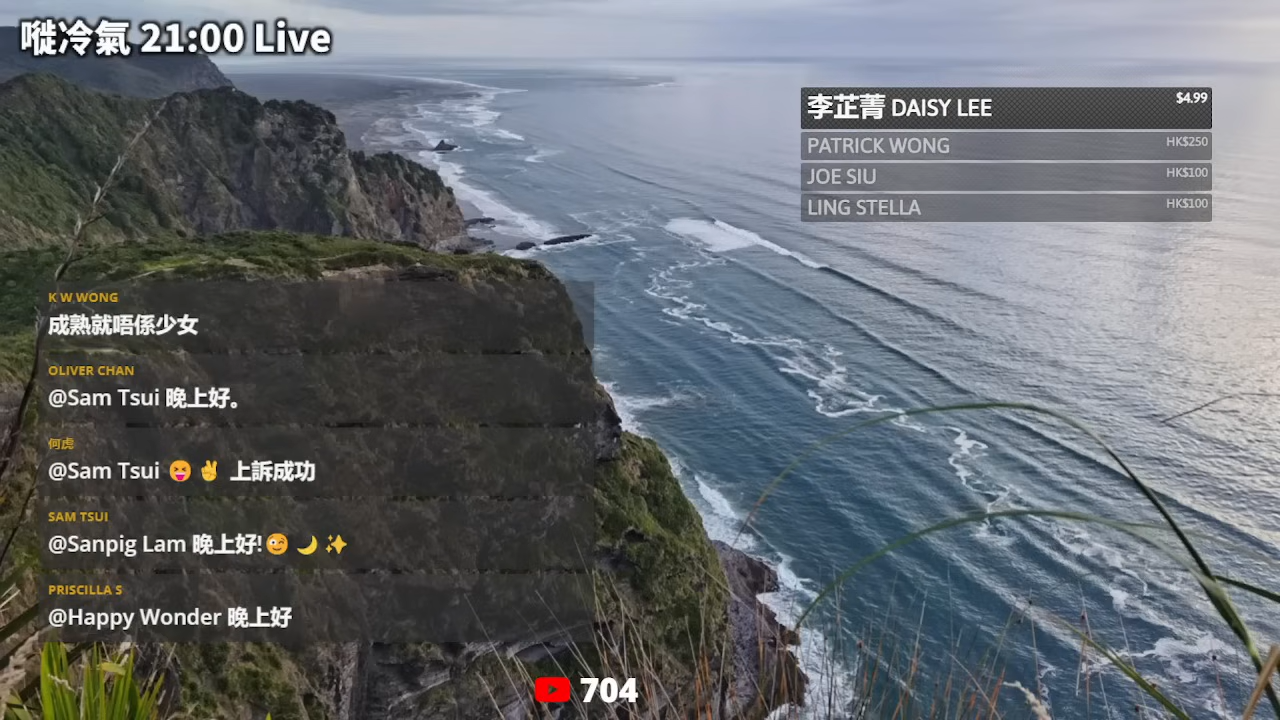 嘥冷氣 21:00 Live
李芷菁 DAISY LEE $4.99
PATRICK WONG HK$250
JOE SIU HK$100
LING STELLA HK$100
K W WONG
成熟就唔係少女
OLIVER CHAN
@Sam Tsui 晚上好。
何虎
@Sam Tsui 😝 ✌ 上訴成功
SAM TSUI
@Sanpig Lam 晚上好!😉 🌙 ✨
PRISCILLA S
@Happy Wonder 晚上好
704